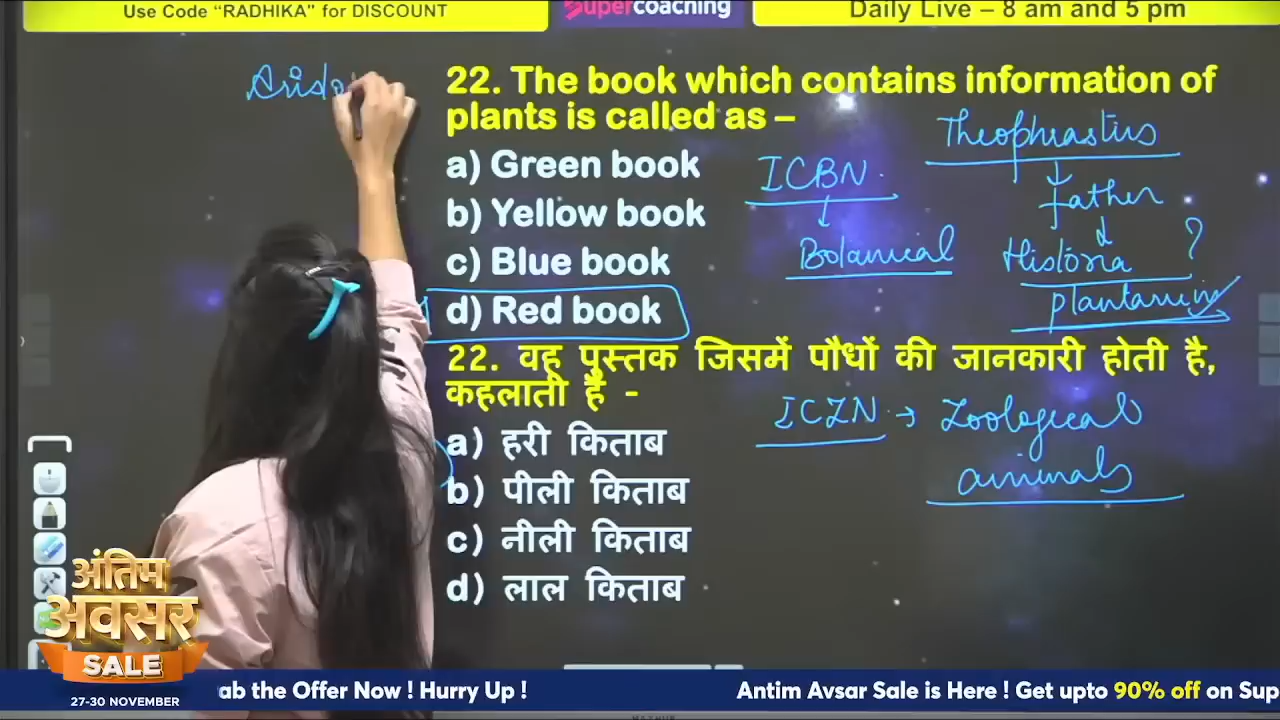 Use Code “RADHIKA” for DISCOUNT
Supercoaching
Daily Live – 8 am and 5 pm
22. The book which contains information of
plants is called as –
a) Green book
b) Yellow book
c) Blue book
d) Red book
ICBN
Botanical
Theophrastus
father
Historia ?
plantarum
22. वह पुस्तक जिसमें पौधों की जानकारी होती है,
कहलाती है -
a) हरी किताब
b) पीली किताब
c) नीली किताब
d) लाल किताब
ICZN → Zoological
animals
अंतिम
अवसर
SALE
27-30 NOVEMBER
ab the Offer Now ! Hurry Up !
Antim Avsar Sale is Here ! Get upto 90% off on Sup